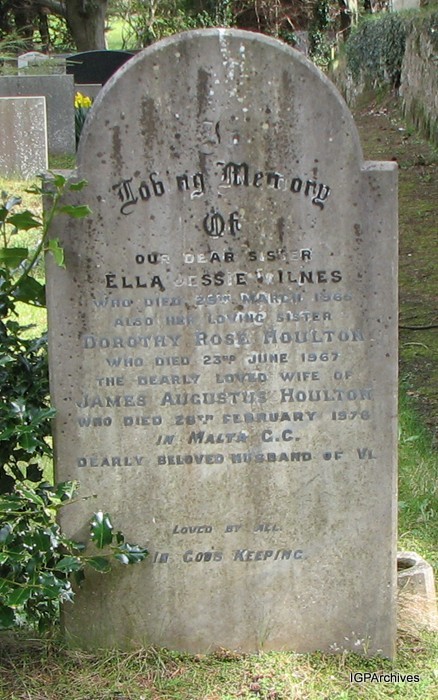 In
Loving Memory
Of
OUR DEAR SISTER
ELLA JESSIE WILNES
WHO DIED 29TH MARCH 1966
ALSO HER LOVING SISTER
DOROTHY ROSE HOULTON
WHO DIED 23RD JUNE 1967
THE DEARLY LOVED WIFE OF
JAMES AUGUSTUS HOULTON
WHO DIED 28TH FEBRUARY 1978
IN MALTA G.C.
DEARLY BELOVED HUSBAND OF VI.
LOVED BY ALL.
IN GODS KEEPING.
IGPArchives